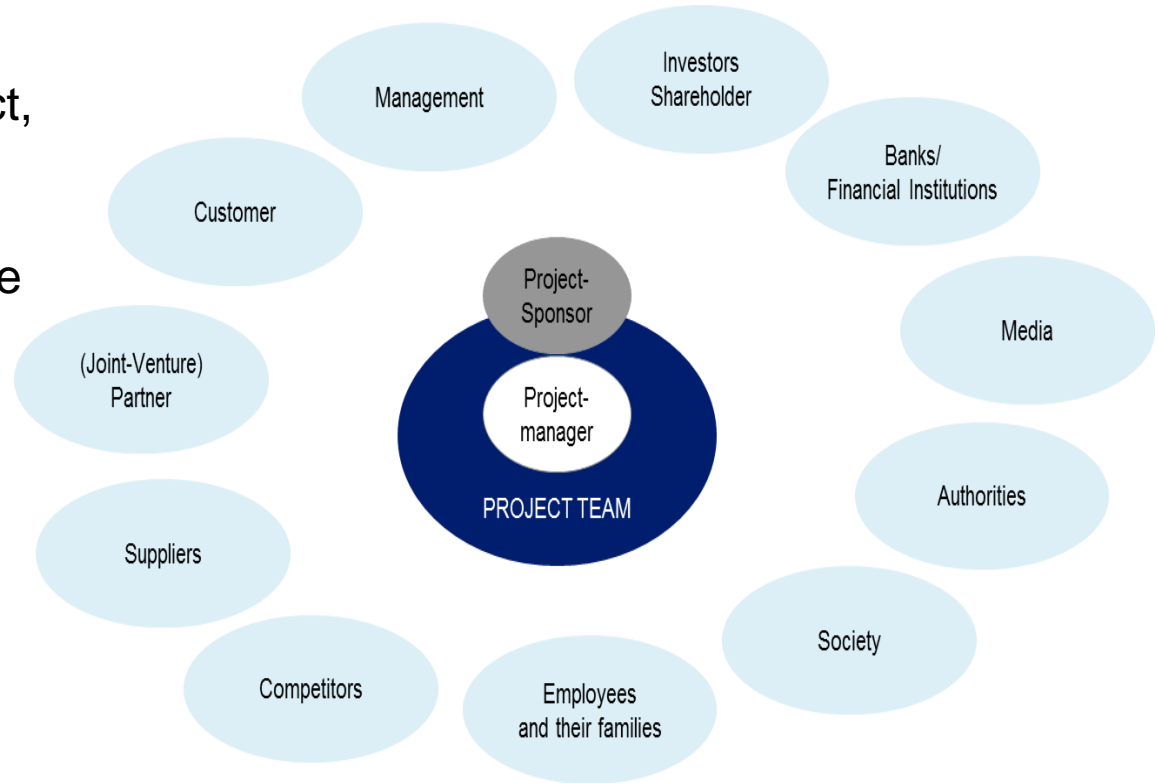 ct,
e
Management
Investors
Shareholder
Banks/
Financial Institutions
Customer
Media
(Joint-Venture)
Partner
Project-
Sponsor
Project-
manager
PROJECT TEAM
Authorities
Suppliers
Society
Competitors
Employees
and their families